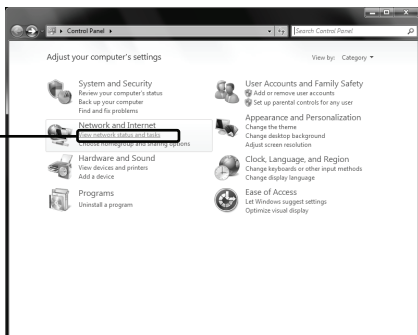 Control Panel
Search Control Panel
Adjust your computer's settings
View by: Category
System and Security
Review your computer's status
Back up your computer
Find and fix problems
Network and Internet
View network status and tasks
Choose homegroup and sharing options
Hardware and Sound
View devices and printers
Add a device
Programs
Uninstall a program
User Accounts and Family Safety
Add or remove user accounts
Set up parental controls for any user
Appearance and Personalization
Change the theme
Change desktop background
Adjust screen resolution
Clock, Language, and Region
Change keyboards or other input methods
Change display language
Ease of Access
Let Windows suggest settings
Optimize visual display